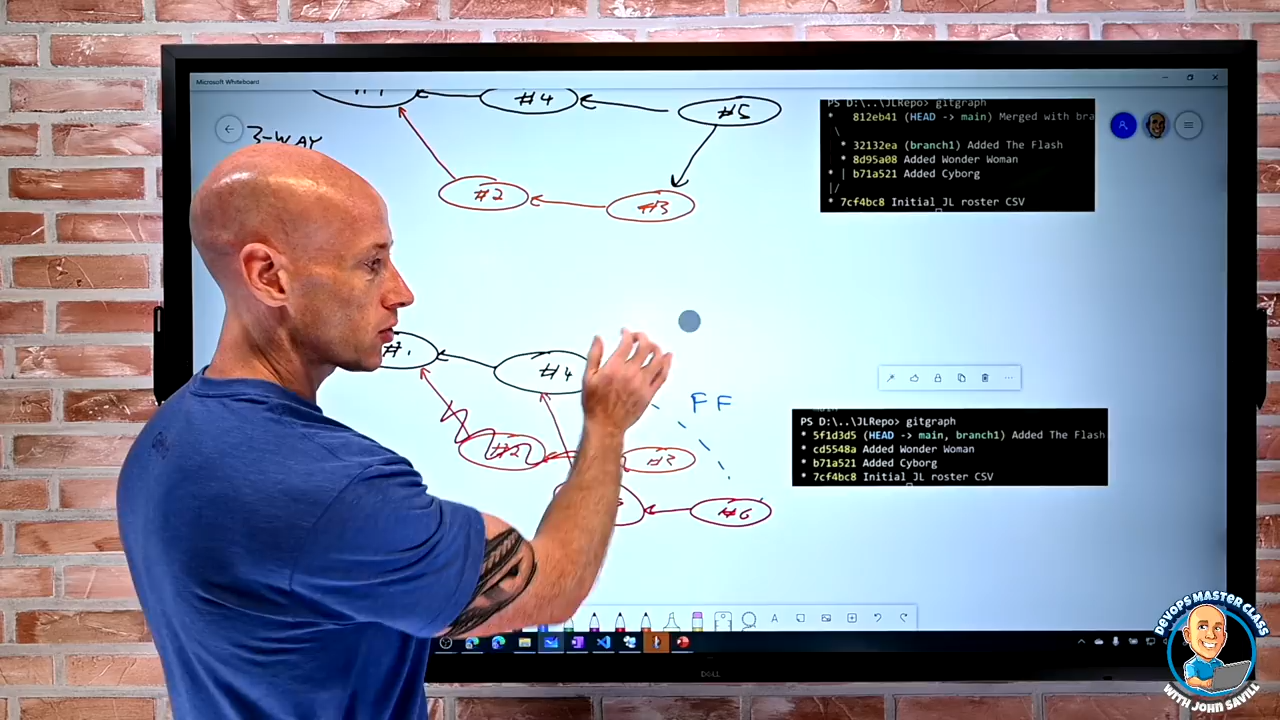 Microsoft Whiteboard
#1
#4
#5
3-WAY
#2
#3
PS D:\..\JLRepo> gitgraph
* 812eb41 (HEAD -> main) Merged with bra
\
* 32132ea (branch1) Added The Flash
* 8d95a08 Added Wonder Woman
* | b71a521 Added Cyborg
|/
* 7cf4bc8 Initial JL roster CSV
#1
#4
FF
#2
#3
#6
PS D:\..\JLRepo> gitgraph
* 5f1d3d5 (HEAD -> main, branch1) Added The Flash
* cd5548a Added Wonder Woman
* b71a521 Added Cyborg
* 7cf4bc8 Initial JL roster CSV
DELL
DEVOPS MASTER CLASS
WITH JOHN SAVILL